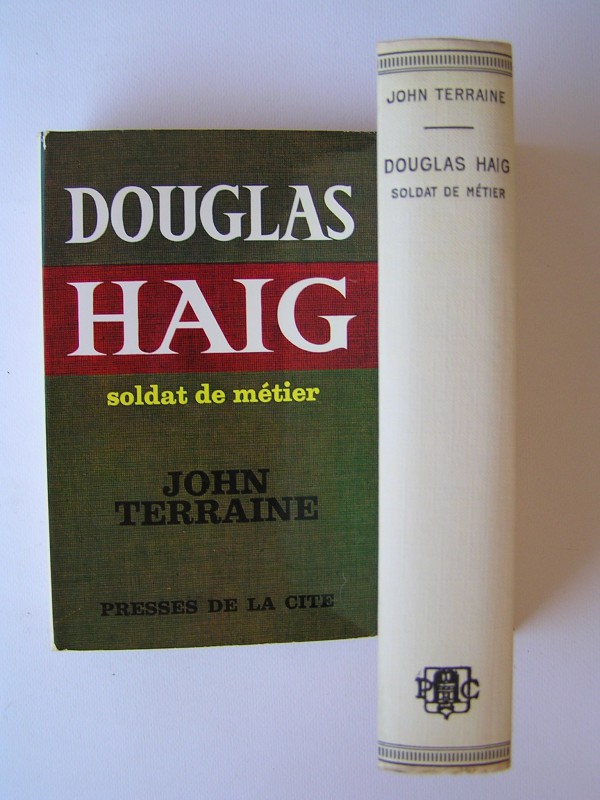 DOUGLAS
HAIG
soldat de métier
JOHN
TERRAINE
PRESSES DE LA CITE
JOHN TERRAINE
DOUGLAS HAIG
SOLDAT DE MÉTIER
P C